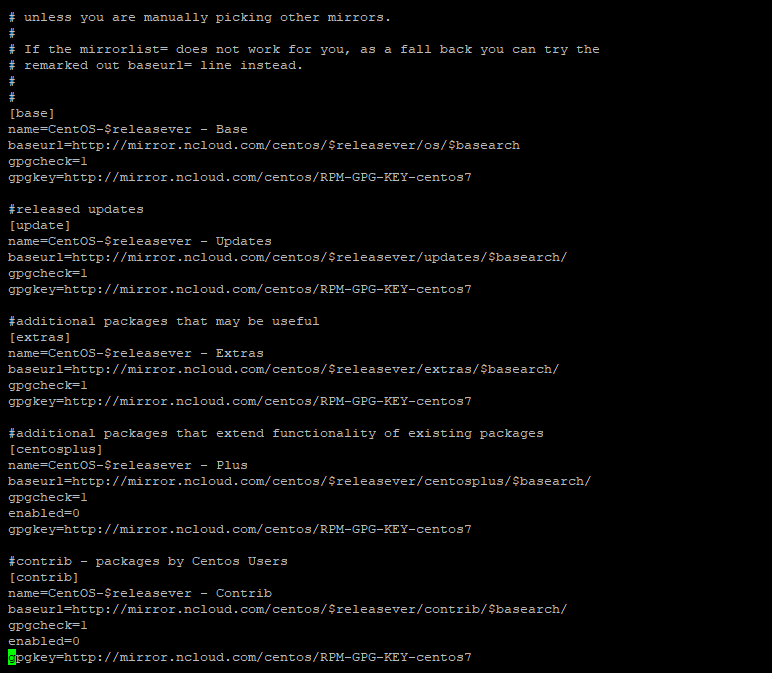 # unless you are manually picking other mirrors.
#
# If the mirrorlist= does not work for you, as a fall back you can try the
# remarked out baseurl= line instead.
#
#
[base]
name=CentOS-$releasever - Base
baseurl=http://mirror.ncloud.com/centos/$releasever/os/$basearch
gpgcheck=1
gpgkey=http://mirror.ncloud.com/centos/RPM-GPG-KEY-centos7

#released updates
[update]
name=CentOS-$releasever - Updates
baseurl=http://mirror.ncloud.com/centos/$releasever/updates/$basearch/
gpgcheck=1
gpgkey=http://mirror.ncloud.com/centos/RPM-GPG-KEY-centos7

#additional packages that may be useful
[extras]
name=CentOS-$releasever - Extras
baseurl=http://mirror.ncloud.com/centos/$releasever/extras/$basearch/
gpgcheck=1
gpgkey=http://mirror.ncloud.com/centos/RPM-GPG-KEY-centos7

#additional packages that extend functionality of existing packages
[centosplus]
name=CentOS-$releasever - Plus
baseurl=http://mirror.ncloud.com/centos/$releasever/centosplus/$basearch/
gpgcheck=1
enabled=0
gpgkey=http://mirror.ncloud.com/centos/RPM-GPG-KEY-centos7

#contrib - packages by Centos Users
[contrib]
name=CentOS-$releasever - Contrib
baseurl=http://mirror.ncloud.com/centos/$releasever/contrib/$basearch/
gpgcheck=1
enabled=0
gpgkey=http://mirror.ncloud.com/centos/RPM-GPG-KEY-centos7